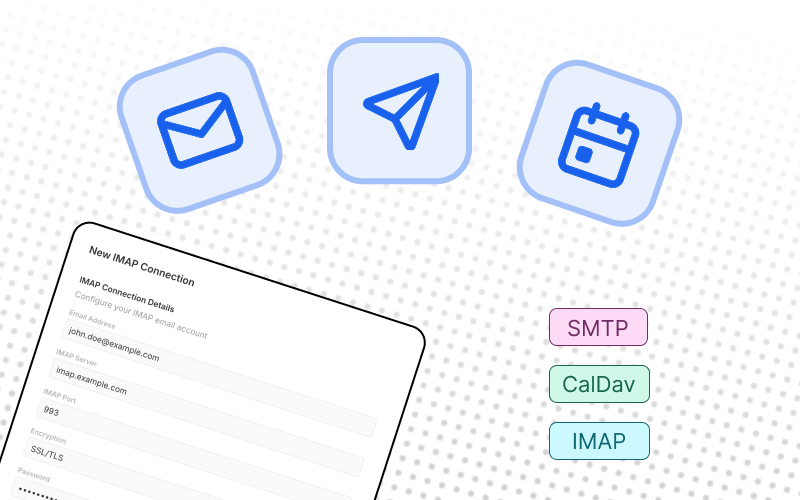 New IMAP Connection
IMAP Connection Details
Configure your IMAP email account
Email Address
john.doe@example.com
IMAP Server
imap.example.com
IMAP Port
993
Encryption
SSL/TLS
Password
SMTP
CalDav
IMAP